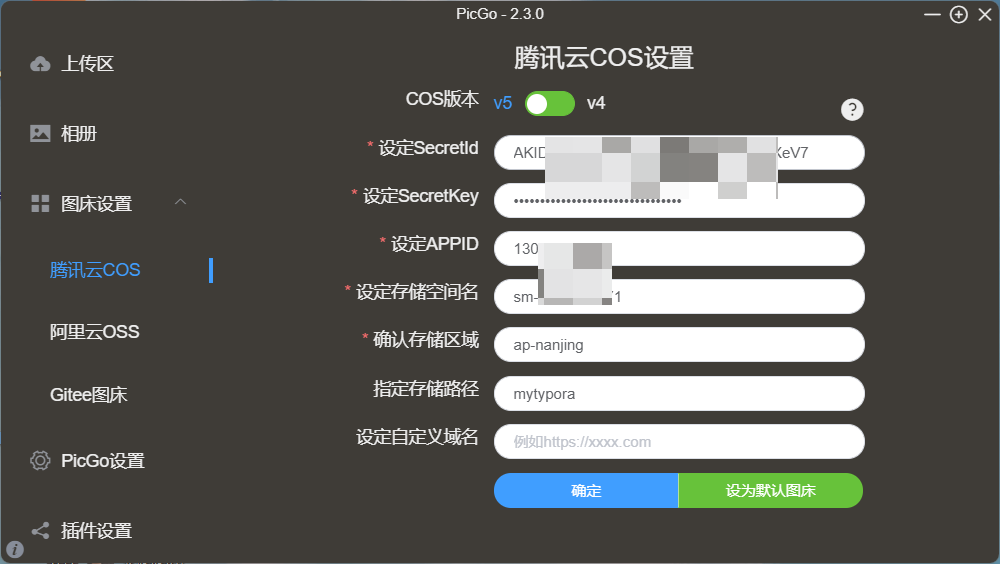 PicGo - 2.3.0
上传区
相册
图床设置
腾讯云COS
阿里云OSS
Gitee图床
PicGo设置
插件设置
腾讯云COS设置
COS版本 v5 v4
?
* 设定SecretId AKID XeV7
* 设定SecretKey ••••••••••••••••••••••••••••••••
* 设定APPID 130
* 设定存储空间名 sm- 1
* 确认存储区域 ap-nanjing
指定存储路径 mytypora
设定自定义域名 例如https://xxxx.com
确定 设为默认图床